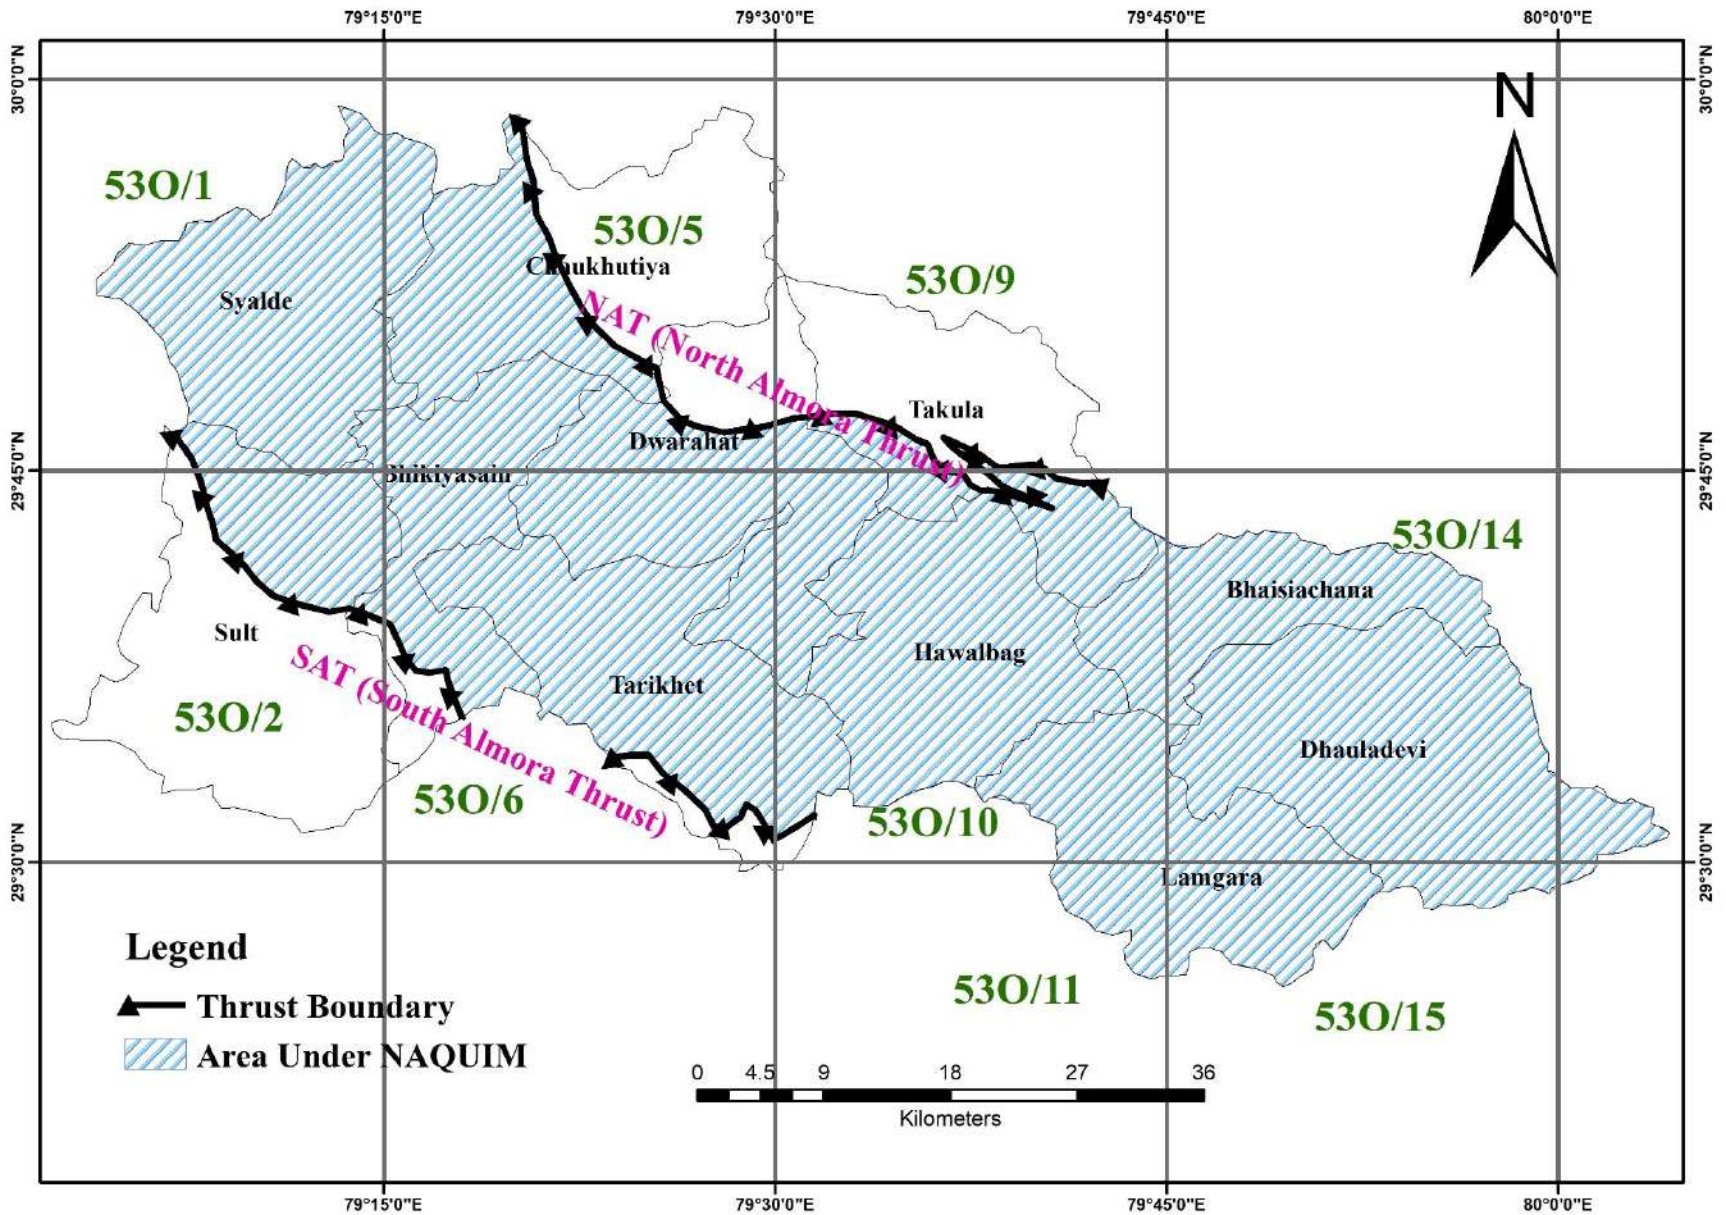 79°15'0"E 79°30'0"E 79°45'0"E 80°0'0"E
30°0'0"N 30°0'0"N
N
53O/1
53O/5
Chaukhutiya
53O/9
Syalde
NAT (North Almora Thrust)
Takula
Dwarahat
29°45'0"N 29°45'0"N
Bhikiyasain
53O/14
Bhaisiachana
Sult
Hawalbag
SAT (South Almora Thrust)
Tarikhet
53O/2
Dhauladevi
53O/6
53O/10
29°30'0"N 29°30'0"N
Lamgara
Legend
53O/11
Thrust Boundary
53O/15
Area Under NAQUIM
0 4.5 9 18 27 36
Kilometers
79°15'0"E 79°30'0"E 79°45'0"E 80°0'0"E